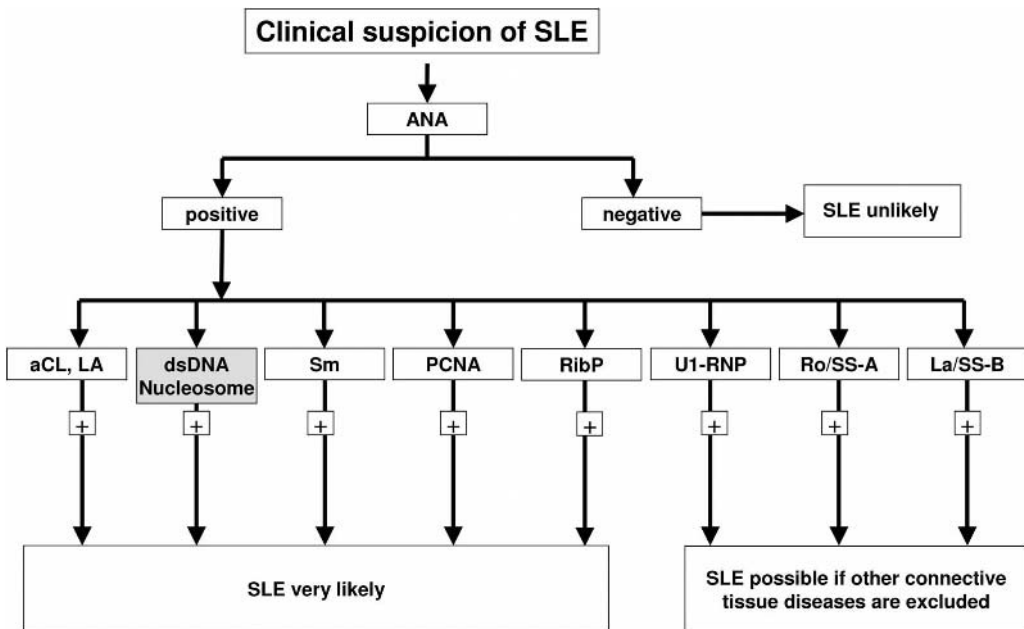 Clinical suspicion of SLE
ANA
positive
negative
SLE unlikely
aCL, LA
dsDNA
Nucleosome
Sm
PCNA
RibP
U1-RNP
Ro/SS-A
La/SS-B
+
+
+
+
+
+
+
+
SLE very likely
SLE possible if other connective
tissue diseases are excluded